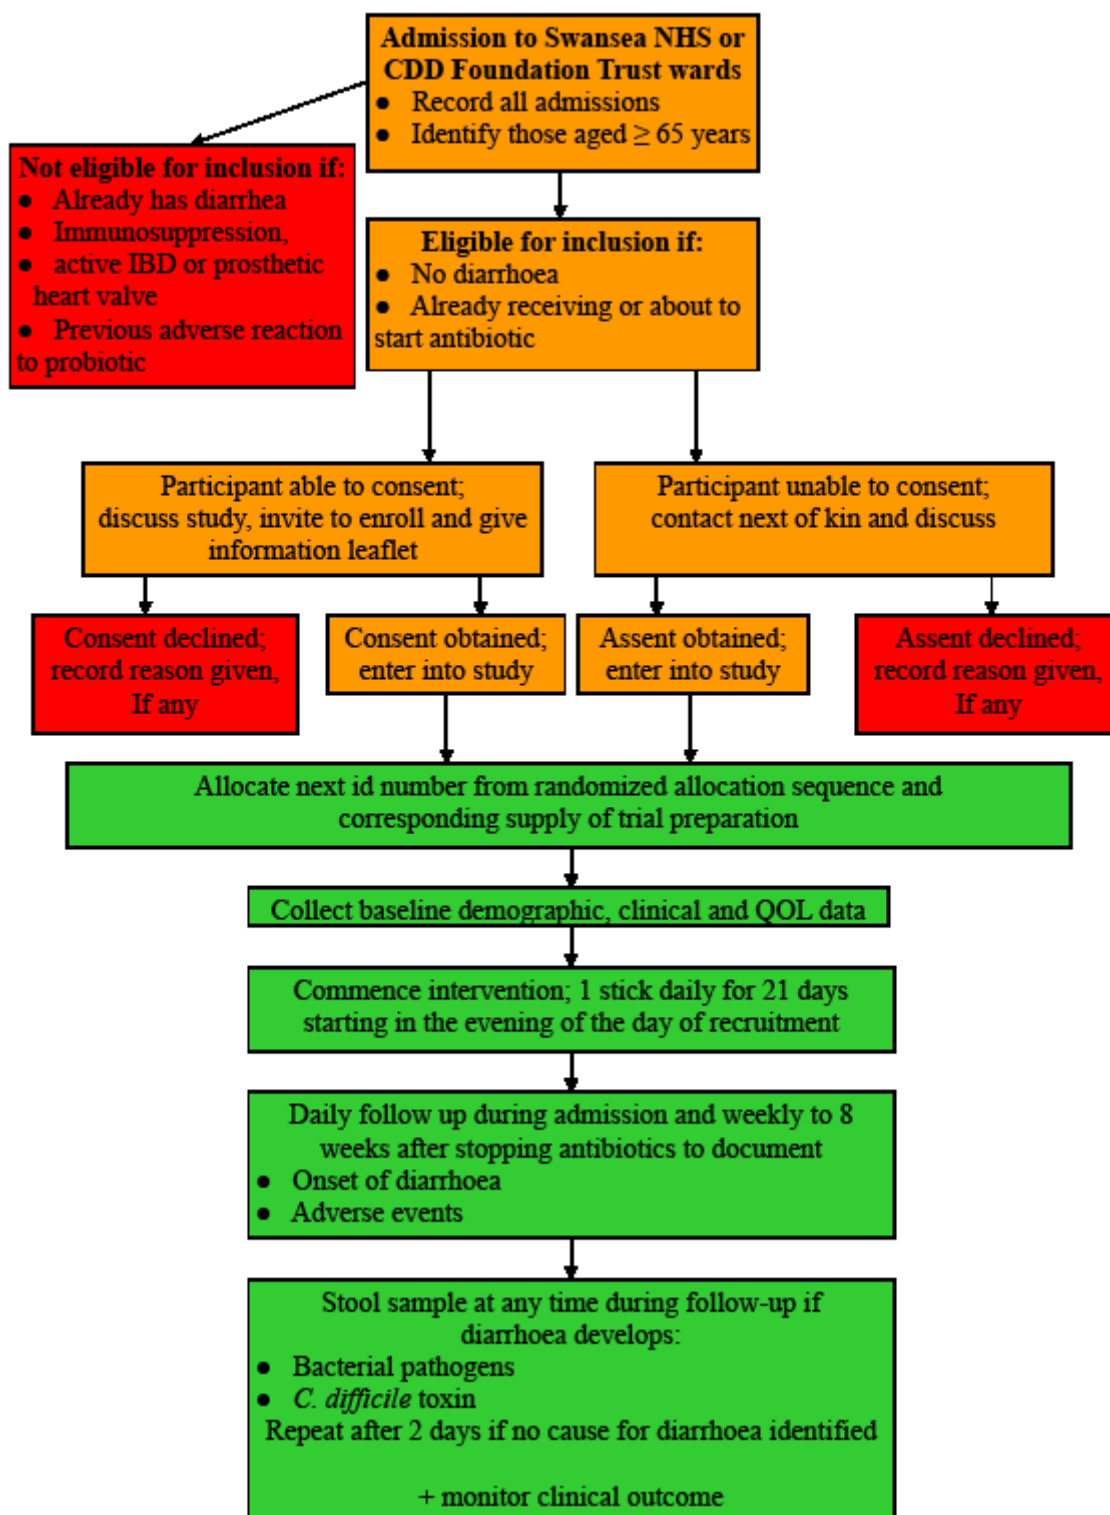 Admission to Swansea NHS or
CDD Foundation Trust wards
● Record all admissions
● Identify those aged ≥ 65 years
Not eligible for inclusion if:
● Already has diarrhea
● Immunosuppression,
● active IBD or prosthetic
heart valve
● Previous adverse reaction
to probiotic
Eligible for inclusion if:
● No diarrhoea
● Already receiving or about to
start antibiotic
Participant able to consent;
discuss study, invite to enroll and give
information leaflet
Participant unable to consent;
contact next of kin and discuss
Consent declined;
record reason given,
If any
Consent obtained;
enter into study
Assent obtained;
enter into study
Assent declined;
record reason given,
If any
Allocate next id number from randomized allocation sequence and
corresponding supply of trial preparation
Collect baseline demographic, clinical and QOL data
Commence intervention; 1 stick daily for 21 days
starting in the evening of the day of recruitment
Daily follow up during admission and weekly to 8
weeks after stopping antibiotics to document
● Onset of diarrhoea
● Adverse events
Stool sample at any time during follow-up if
diarrhoea develops:
● Bacterial pathogens
● C. difficile toxin
Repeat after 2 days if no cause for diarrhoea identified
+ monitor clinical outcome